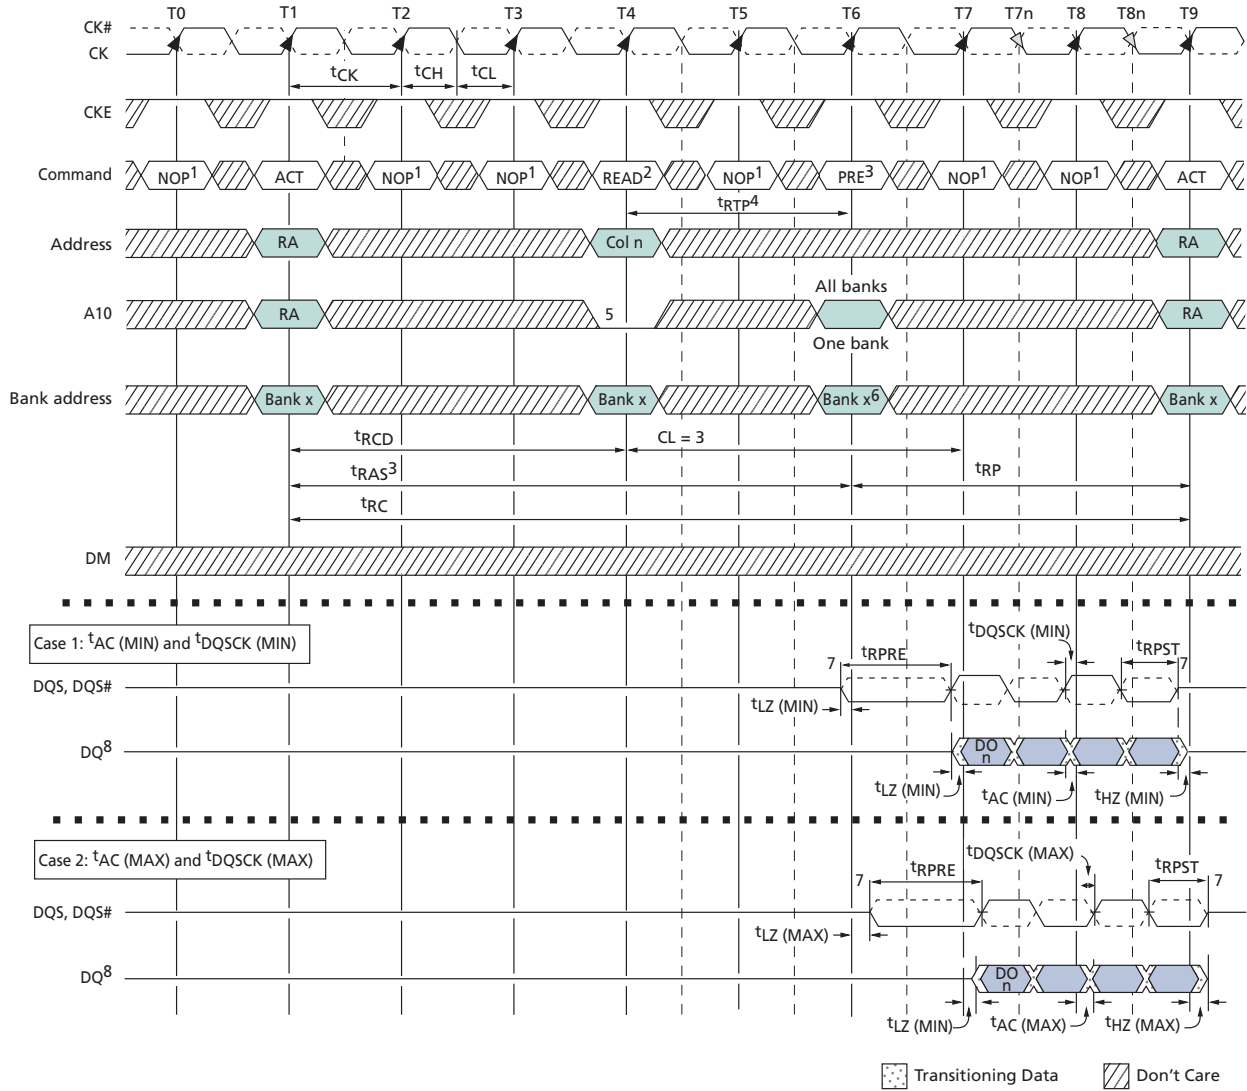 T0 T1 T2 T3 T4 T5 T6 T7 T7n T8 T8n T9
CK#
CK
tCK tCH tCL
CKE
Command NOP1 ACT NOP1 NOP1 READ2 NOP1 PRE3 NOP1 NOP1 ACT
tRTP4
Address RA Col n RA
All banks
A10 RA 5 RA
One bank
Bank address Bank x Bank x Bank x6 Bank x
tRCD CL = 3
tRAS3 tRP
tRC
DM
Case 1: tAC (MIN) and tDQSCK (MIN)
tDQSCK (MIN)
7 tRPRE tRPST 7
DQS, DQS#
tLZ (MIN)
DQ8 DO n
tLZ (MIN) tAC (MIN) tHZ (MIN)
Case 2: tAC (MAX) and tDQSCK (MAX)
tDQSCK (MAX)
7 tRPRE tRPST 7
DQS, DQS#
tLZ (MAX)
DQ8 DO n
tLZ (MIN) tAC (MAX) tHZ (MAX)
Transitioning Data Don't Care